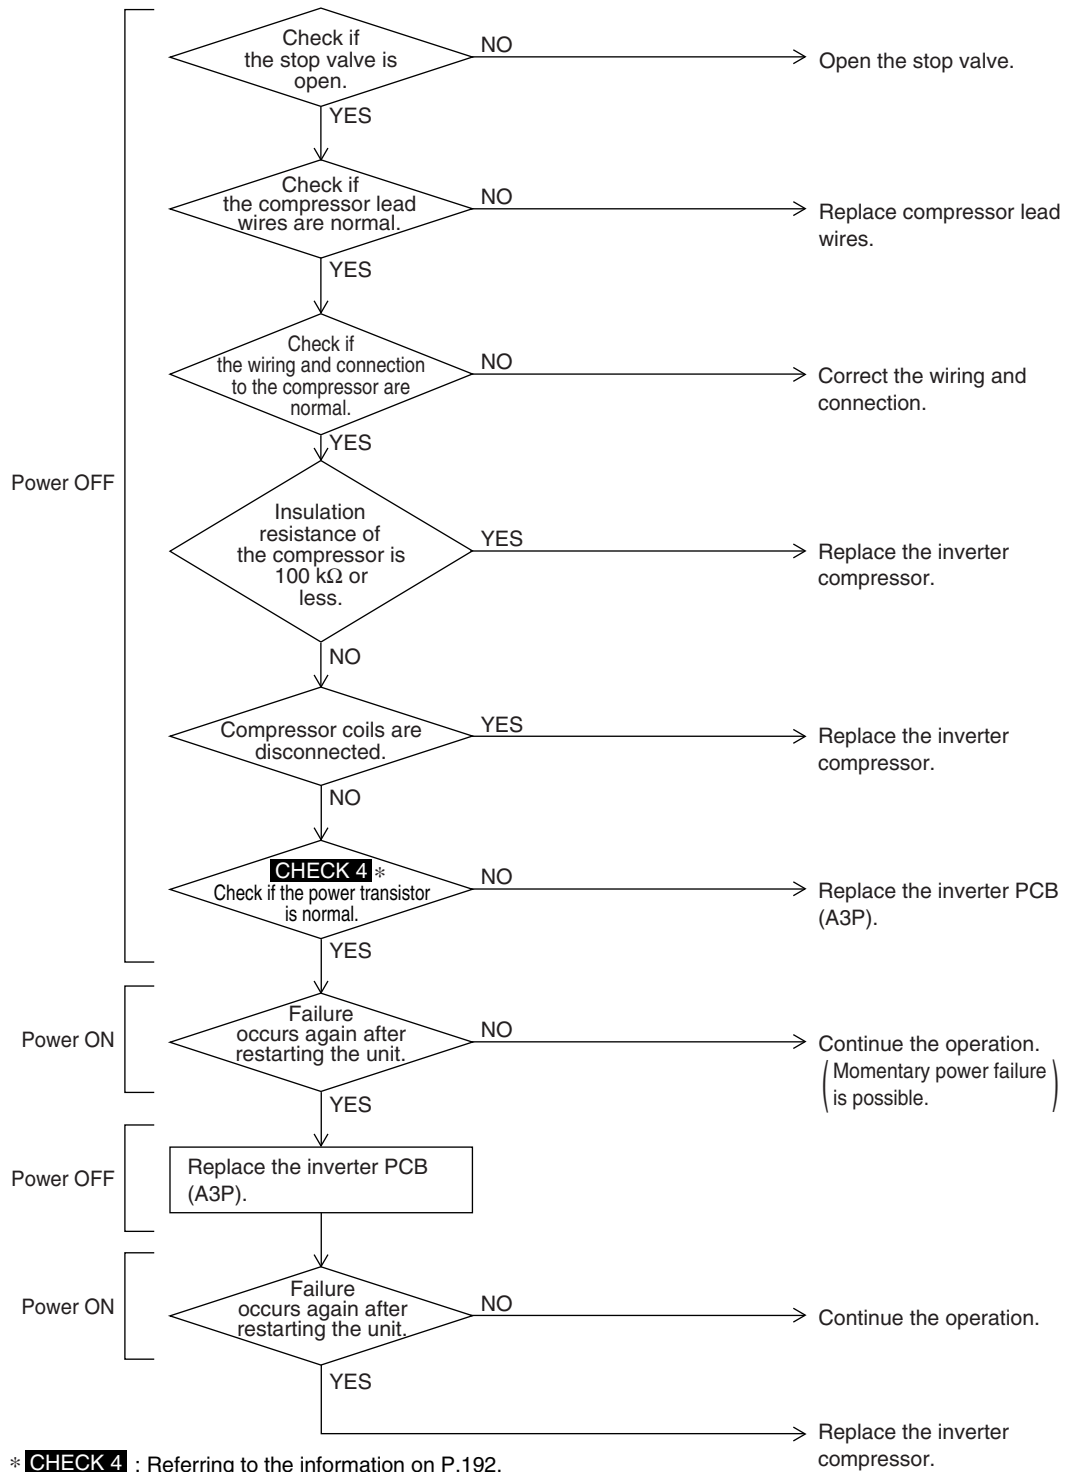 Check if
the stop valve is
open.
NO
Open the stop valve.
YES
Check if
the compressor lead
wires are normal.
NO
Replace compressor lead
wires.
YES
Check if
the wiring and connection
to the compressor are
normal.
NO
Correct the wiring and
connection.
YES
Power OFF
Insulation
resistance of
the compressor is
100 kΩ or
less.
YES
Replace the inverter
compressor.
NO
Compressor coils are
disconnected.
YES
Replace the inverter
compressor.
NO
CHECK 4 *
Check if the power transistor
is normal.
NO
Replace the inverter PCB
(A3P).
YES
Power ON
Failure
occurs again after
restarting the unit.
NO
Continue the operation.
(Momentary power failure
is possible.)
YES
Power OFF
Replace the inverter PCB
(A3P).
Power ON
Failure
occurs again after
restarting the unit.
NO
Continue the operation.
YES
Replace the inverter
compressor.
* CHECK 4 : Referring to the information on P.192.